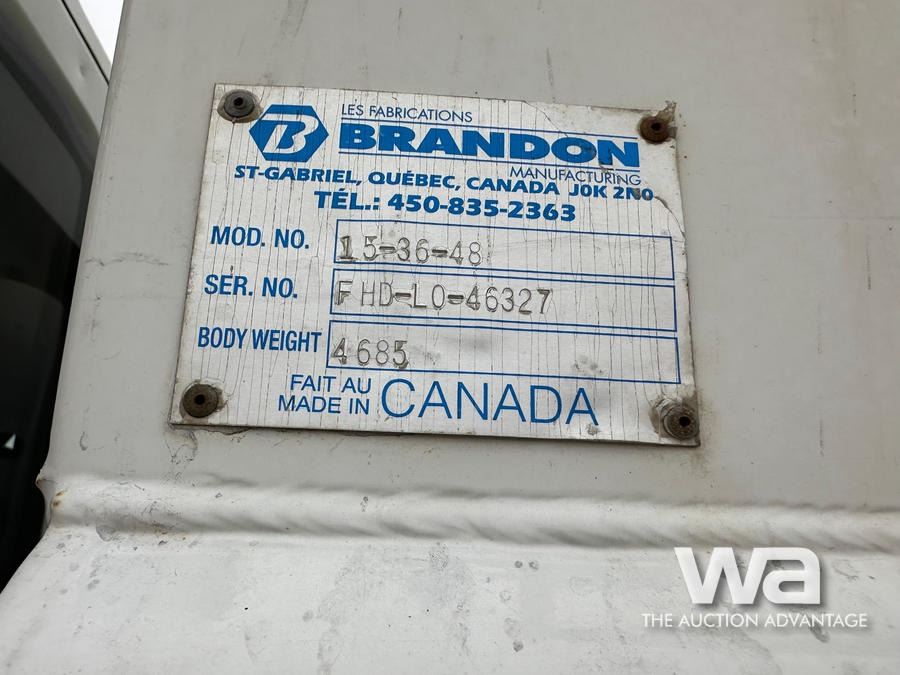 B
LES FABRICATIONS
BRANDON
MANUFACTURING
ST-GABRIEL, QUÉBEC, CANADA J0K 2N0
TÉL.: 450-835-2363
MOD. NO. 15-36-48
SER. NO. FHD-LO-46327
BODY WEIGHT 4685
FAIT AU
MADE IN CANADA
wa
THE AUCTION ADVANTAGE